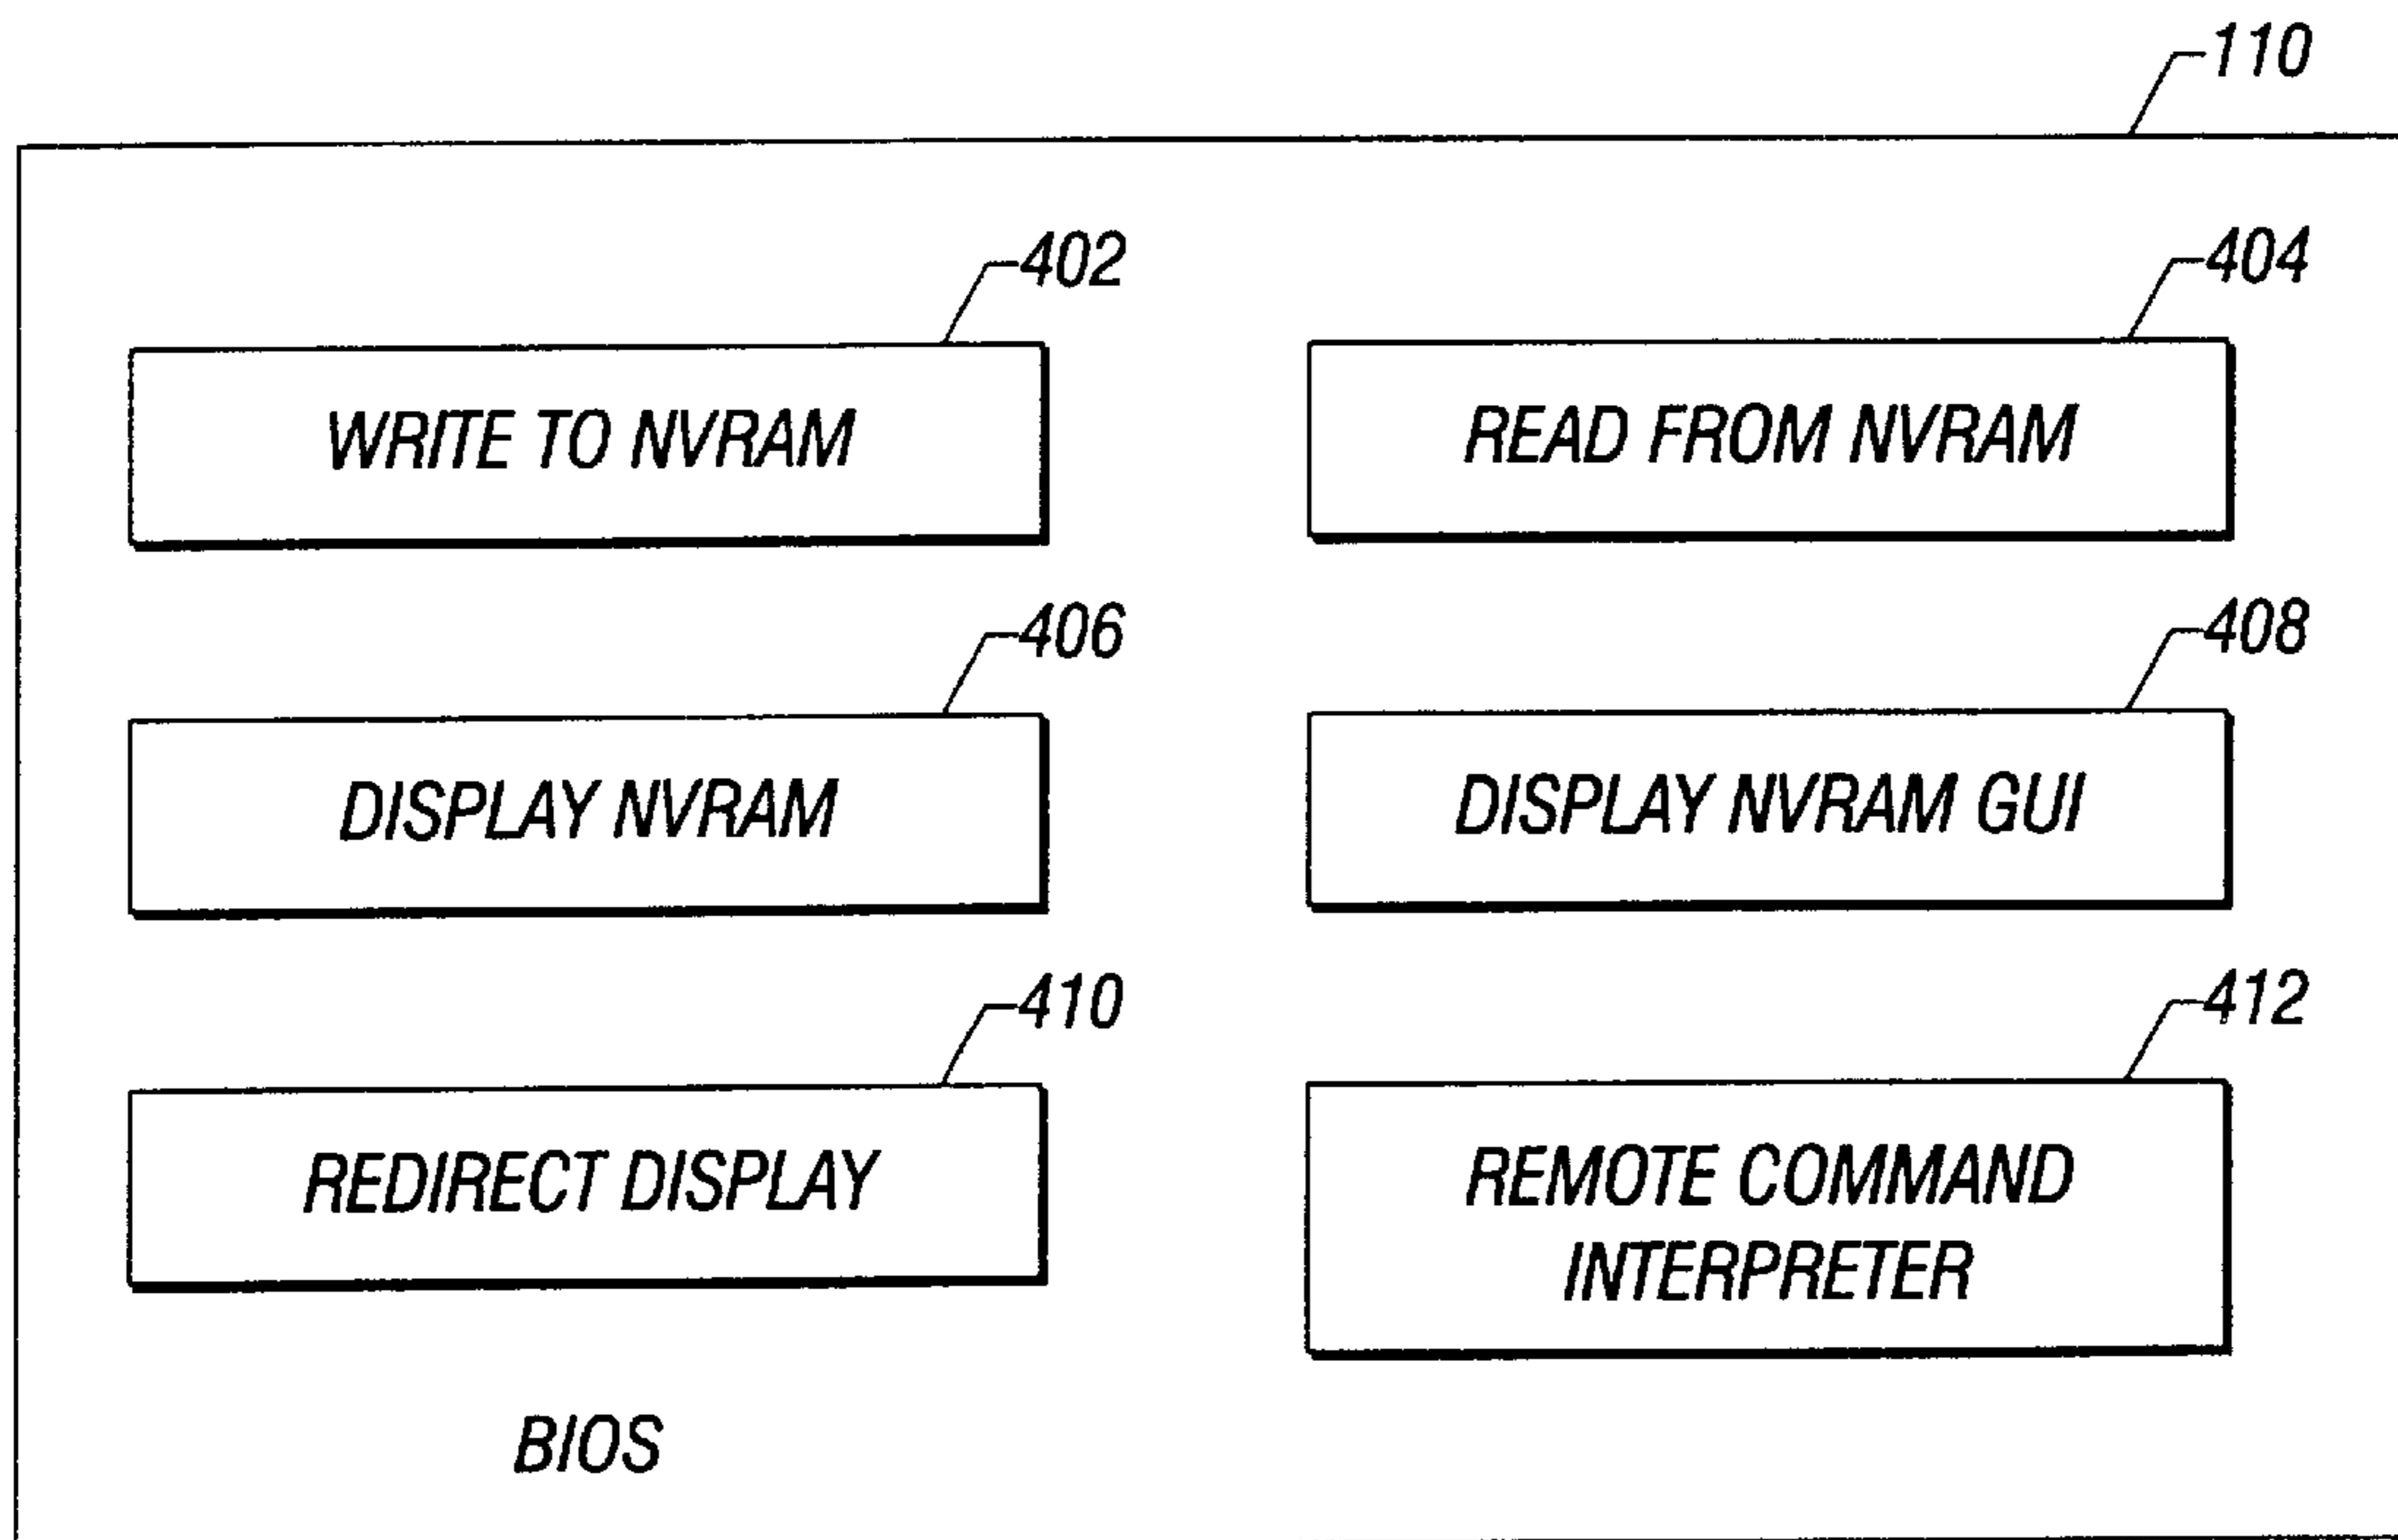 110
402
404
WRITE TO NVRAM
READ FROM NVRAM
406
408
DISPLAY NVRAM
DISPLAY NVRAM GUI
410
412
REDIRECT DISPLAY
REMOTE COMMAND
INTERPRETER
BIOS